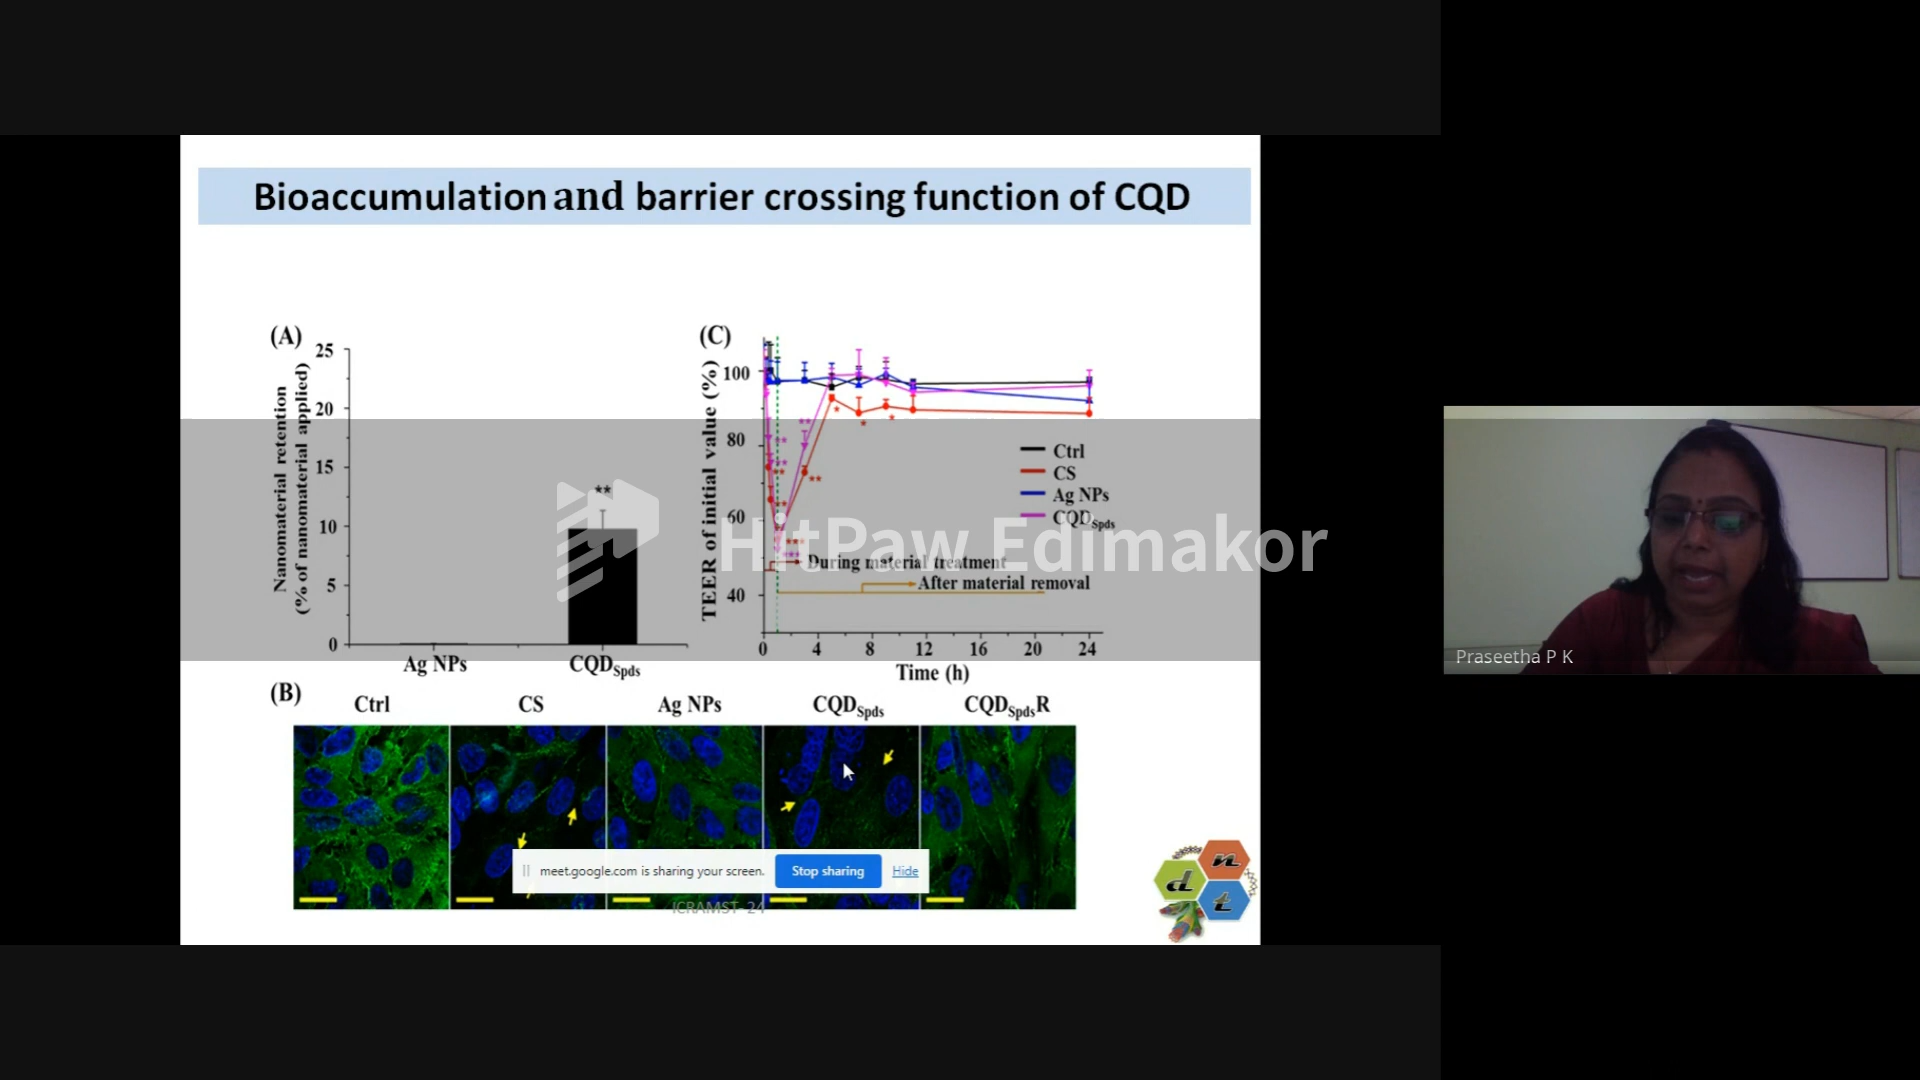 Bioaccumulation and barrier crossing function of CQD
(A)
Nanomaterial retention
(% of nanomaterial applied)
25
20
15
10
5
0
**
Ag NPs
CQDSpds
(C)
TEER of initial value (%)
100
80
60
40
0 4 8 12 16 20 24
Time (h)
Ctrl
CS
Ag NPs
CQDSpds
During material treatment
After material removal
HitPaw Edimakor
(B)
Ctrl CS Ag NPs CQDSpds CQDSpdsR
meet.google.com is sharing your screen. Stop sharing Hide
ICRAMST- 24
d n t
Praseetha P K